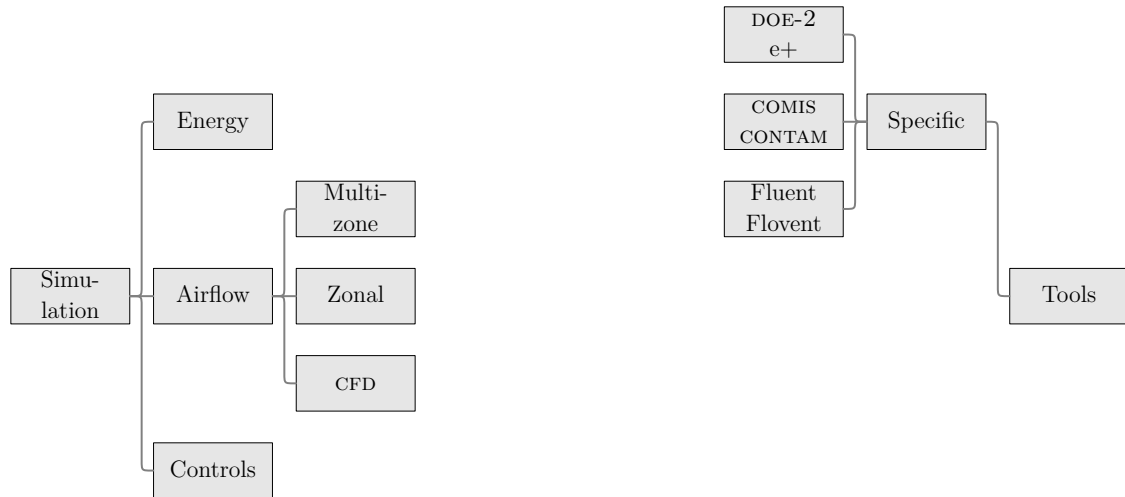 DOE-2
e+
Energy
COMIS
CONTAM
Specific
Multi-
zone
Fluent
Flovent
Simu-
lation
Airflow
Zonal
Tools
CFD
Controls